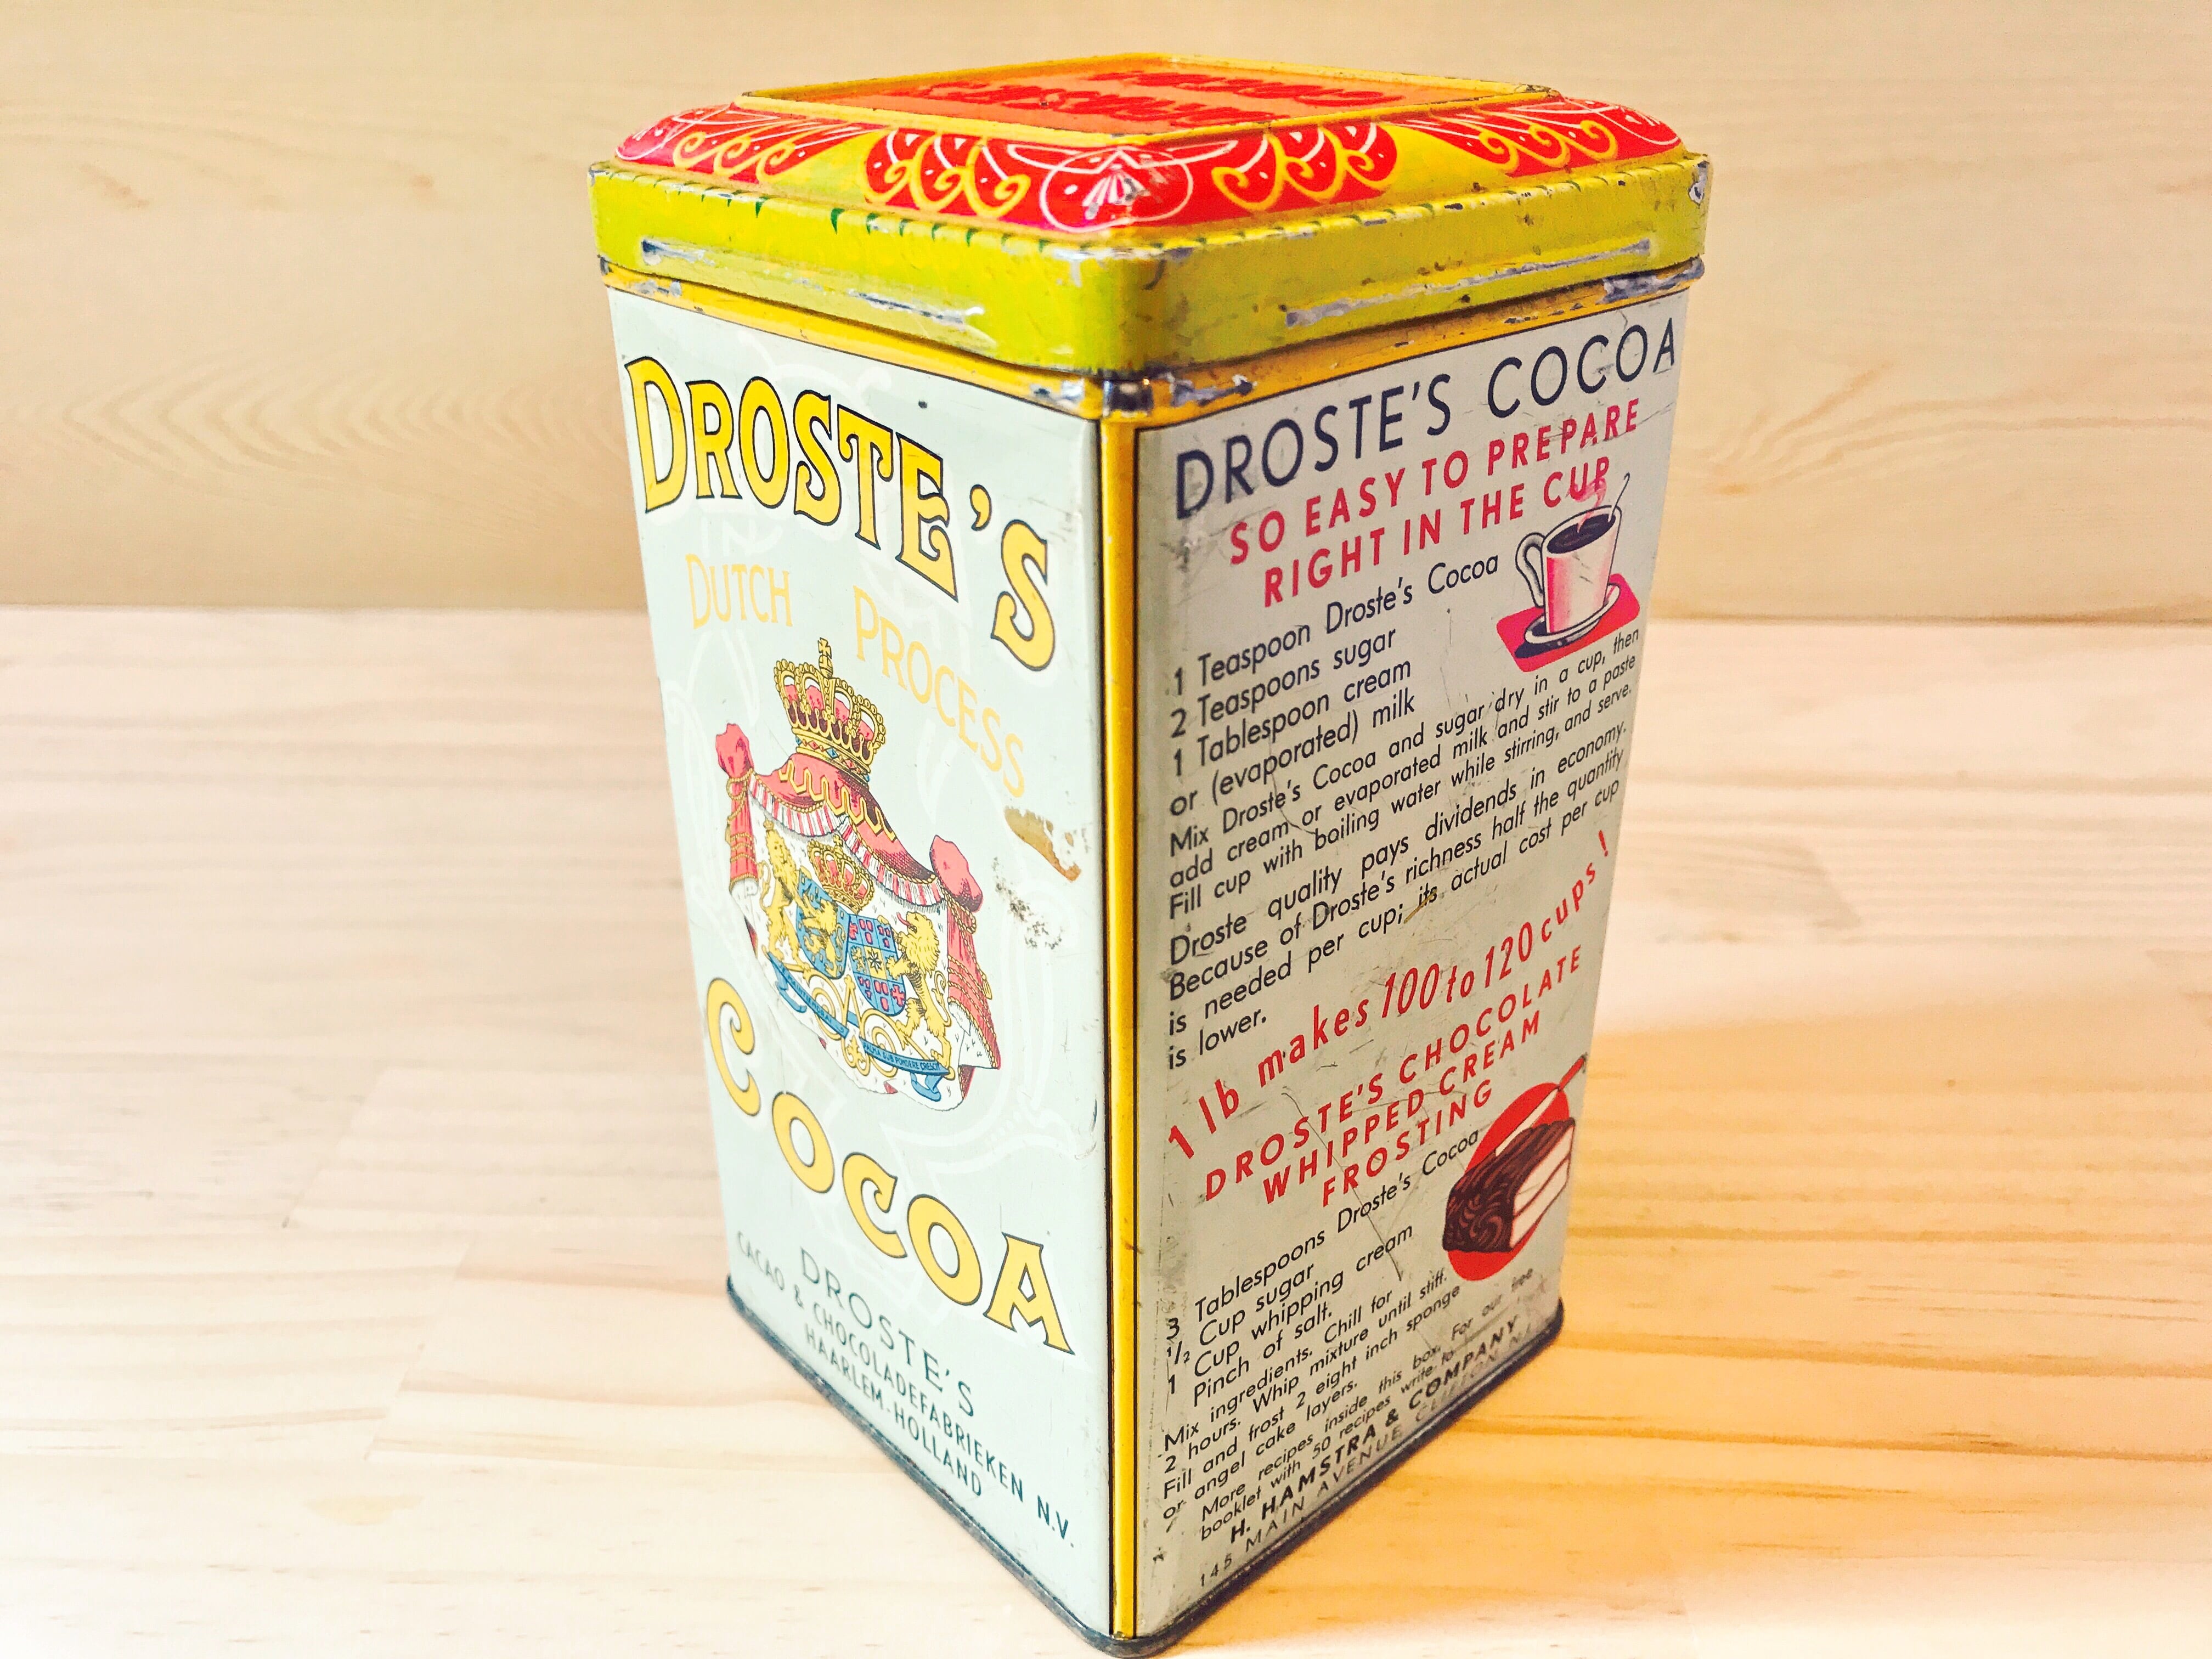 DROSTE'S
DUTCH PROCESS
COCOA
DROSTE'S
CACAO & CHOCOLADEFABRIEKEN N.V.
HAARLEM-HOLLAND
DROSTE'S COCOA
SO EASY TO PREPARE
RIGHT IN THE CUP
1 Teaspoon Droste's Cocoa
2 Teaspoons sugar
1 Tablespoon cream
or (evaporated) milk
Mix Droste's Cocoa and sugar dry in a cup, then
add cream or evaporated milk and stir to a paste.
Fill cup with boiling water while stirring, and serve.
Droste quality pays dividends in economy.
Because of Droste's richness half the quantity
is needed per cup; its actual cost per cup
is lower.
1 lb makes 100 to 120 cups!
DROSTE'S CHOCOLATE
WHIPPED CREAM
FROSTING
3 Tablespoons Droste's Cocoa
1/2 Cup sugar
1 Cup whipping cream
Pinch of salt.
Mix ingredients. Chill for
2 hours. Whip mixture until stiff.
Fill and frost 2 eight inch sponge
or angel cake layers.
More recipes inside this box. For our free
booklet with 50 recipes write to
H. HAMSTRA & COMPANY
145 MAIN AVENUE CLIFTON N.J.